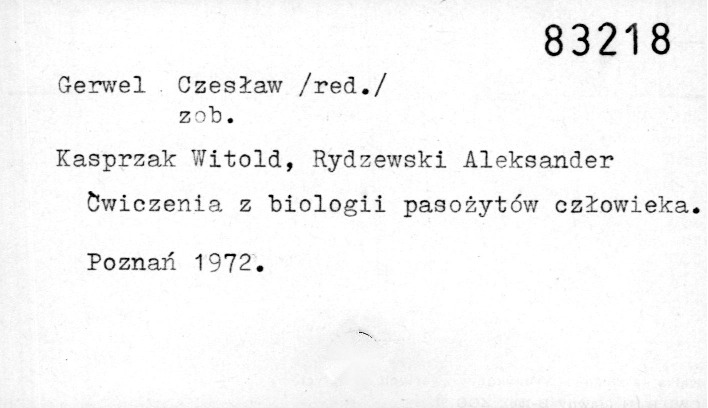 83218
Gerwel Czesław /red./
zob.
Kasprzak Witold, Rydzewski Aleksander
Ćwiczenia z biologii pasożytów człowieka.
Poznań 1972.